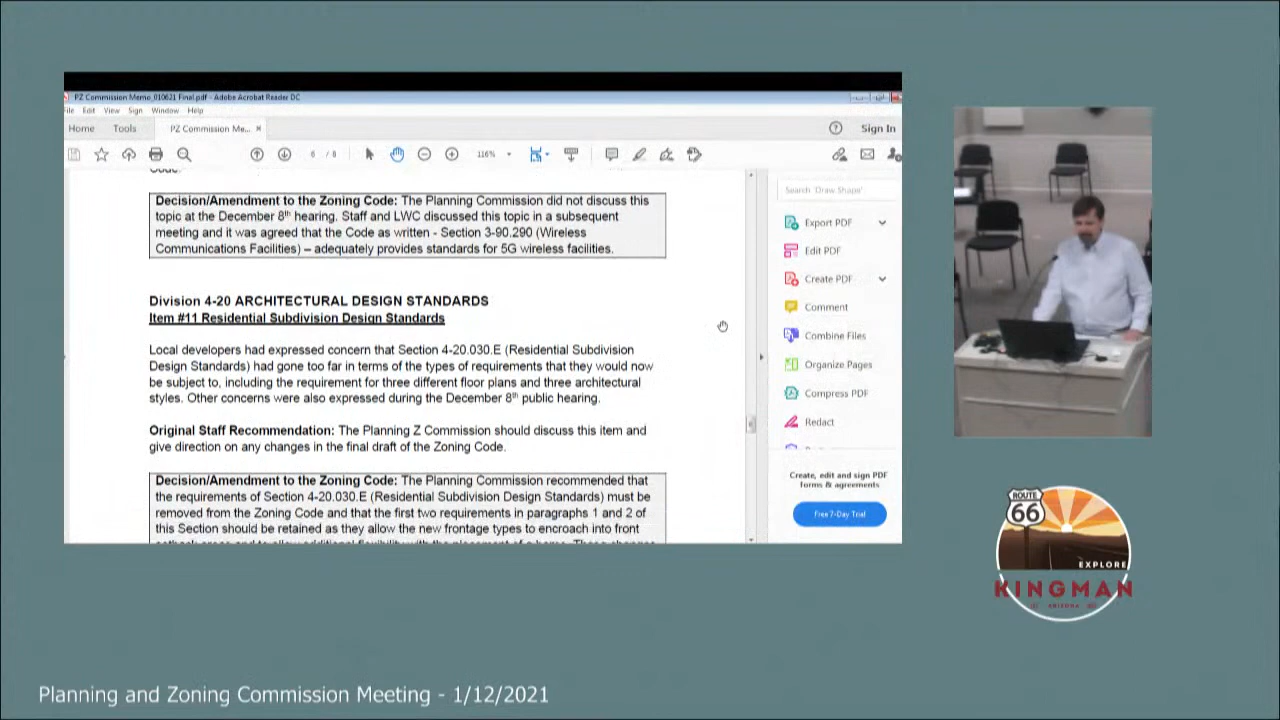 PZ Commission Memo_010621 Final.pdf - Adobe Acrobat Reader DC
File Edit View Sign Window Help
Home Tools PZ Commission Me... × Sign In
6 / 8 116%
Code.
Decision/Amendment to the Zoning Code: The Planning Commission did not discuss this
topic at the December 8th hearing. Staff and LWC discussed this topic in a subsequent
meeting and it was agreed that the Code as written - Section 3-90.290 (Wireless
Communications Facilities) – adequately provides standards for 5G wireless facilities.
Division 4-20 ARCHITECTURAL DESIGN STANDARDS
Item #11 Residential Subdivision Design Standards
Local developers had expressed concern that Section 4-20.030.E (Residential Subdivision
Design Standards) had gone too far in terms of the types of requirements that they would now
be subject to, including the requirement for three different floor plans and three architectural
styles. Other concerns were also expressed during the December 8th public hearing.
Original Staff Recommendation: The Planning Z Commission should discuss this item and
give direction on any changes in the final draft of the Zoning Code.
Decision/Amendment to the Zoning Code: The Planning Commission recommended that
the requirements of Section 4-20.030.E (Residential Subdivision Design Standards) must be
removed from the Zoning Code and that the first two requirements in paragraphs 1 and 2 of
this Section should be retained as they allow the new frontage types to encroach into front
Search 'Draw Shape'
Export PDF
Edit PDF
Create PDF
Comment
Combine Files
Organize Pages
Compress PDF
Redact
Create, edit and sign PDF
forms & agreements
Free 7-Day Trial
ROUTE
66
EXPLORE
KINGMAN
ARIZONA
Planning and Zoning Commission Meeting - 1/12/2021